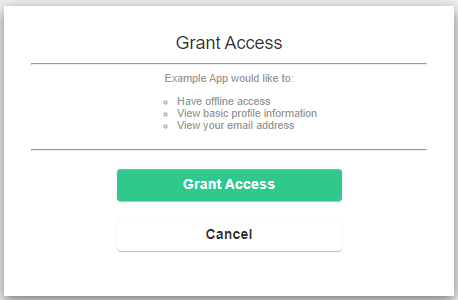 Grant Access
Example App would like to:
Have offline access
View basic profile information
View your email address
Grant Access
Cancel